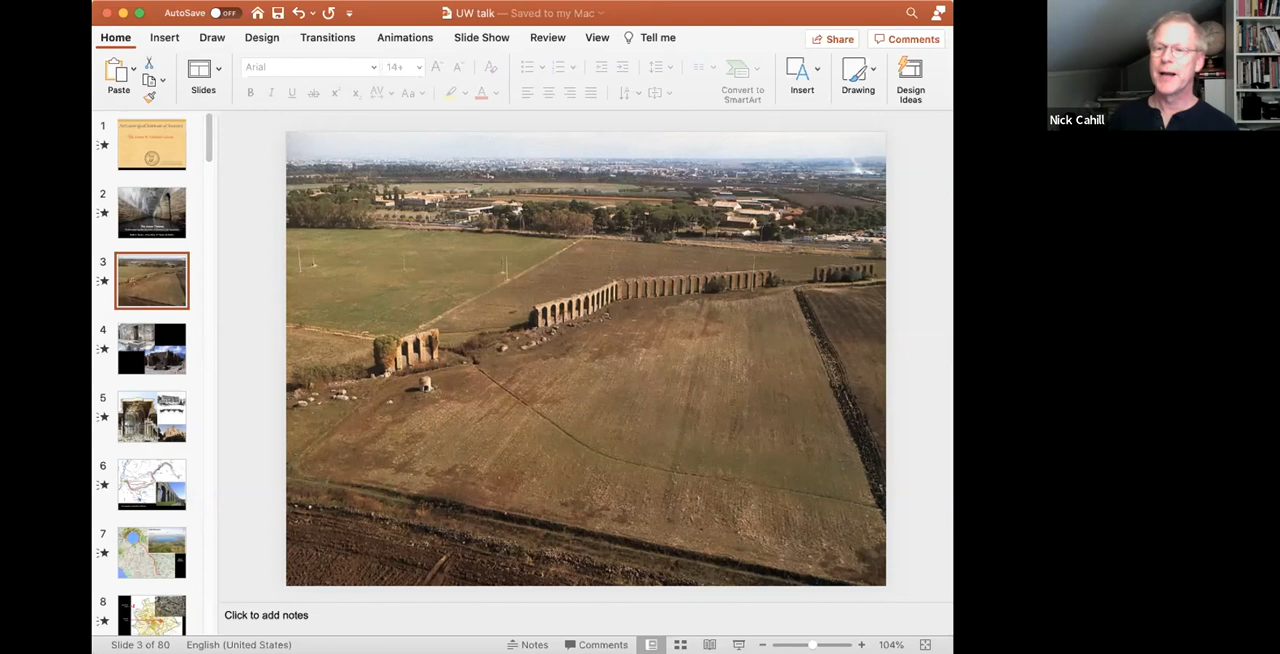 AutoSave OFF UW talk — Saved to my Mac
Home Insert Draw Design Transitions Animations Slide Show Review View Tell me Share Comments
Paste Slides Arial 14+ Convert to SmartArt Insert Drawing Design Ideas
Nick Cahill
1
2
3
4
5
6
7
8
Click to add notes
Slide 3 of 80 English (United States) Notes Comments 104%